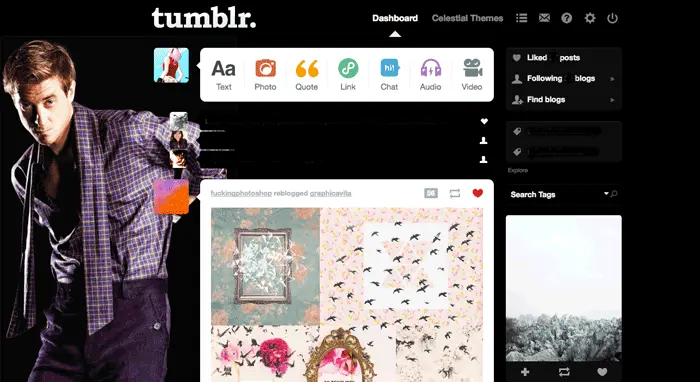 tumblr.
Dashboard
Celestial Themes
Aa
hi!
Text
Photo
Quote
Link
Chat
Audio
Video
Liked posts
Following blogs
Find blogs
Explore
Search Tags
fuckingphotoshop reblogged graphicavita